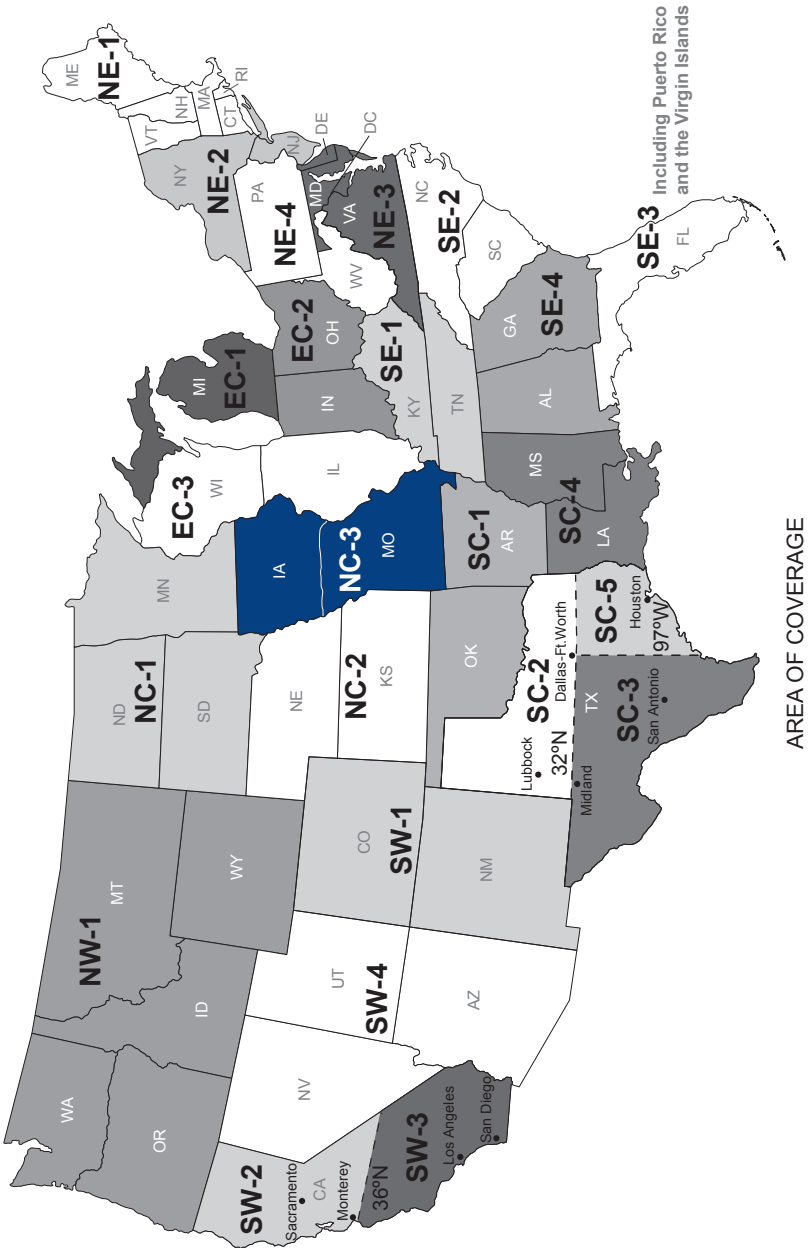 WA
MT
ND
MN
NW-1
NC-1
OR
ID
WY
SD
WI
EC-3
MI
EC-1
ME
NE-1
VT
NH
MA
CT
RI
NY
NE-2
PA
NE-4
NJ
DE
MD
DC
VA
NE-3
WV
OH
EC-2
IN
IL
IA
NC-3
MO
NE
NC-2
KS
NV
UT
SW-4
CO
SW-1
SW-2
Sacramento
CA
Monterey
36ºN
SW-3
Los Angeles
San Diego
AZ
NM
OK
SC-1
AR
KY
SE-1
TN
NC
SE-2
SC
GA
SE-4
AL
MS
SC-4
LA
Lubbock
SC-2
32ºN
Dallas-Ft.Worth
Midland
TX
SC-3
San Antonio
SC-5
Houston
97ºW
SE-3
FL
Including Puerto Rico
and the Virgin Islands
AREA OF COVERAGE